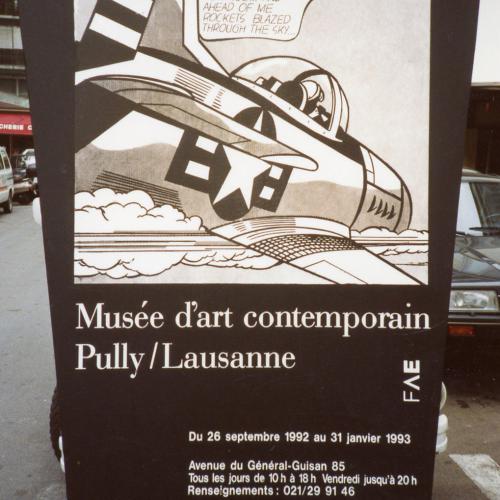 AHEAD OF ME
ROCKETS BLAZED
THROUGH THE SKY...
CHERIE
Musée d'art contemporain
Pully/Lausanne
FAE
Du 26 septembre 1992 au 31 janvier 1993
Avenue du Général-Guisan 85
Tous les jours de 10 h à 18 h Vendredi jusqu'à 20 h
Renseignements : 021/29 91 46